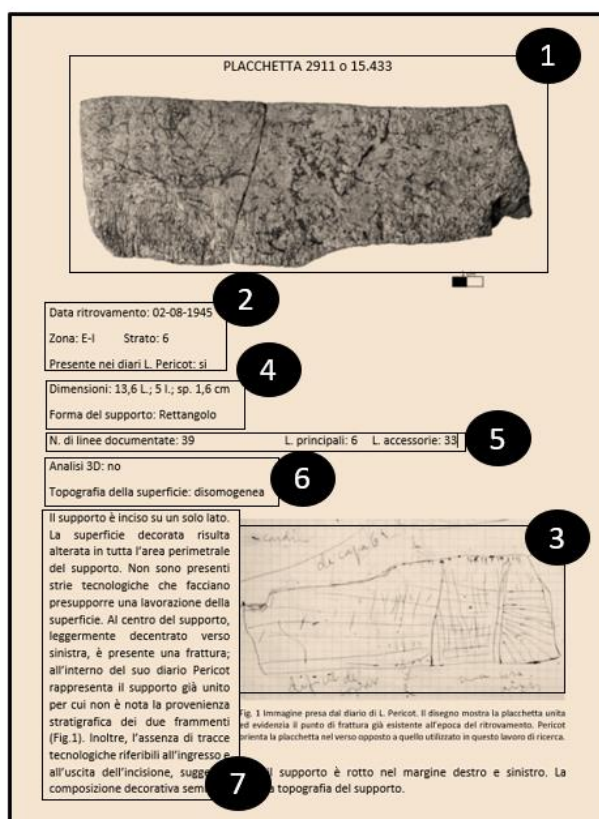 1
PLACCHETTA 2911 o 15.433
2
Data ritrovamento: 02-08-1945
Zona: E-I Strato: 6
Presente nei diari L. Pericot: si
4
Dimensioni: 13,6 L.; 5 l.; sp. 1,6 cm
Forma del supporto: Rettangolo
5
N. di linee documentate: 39 L. principali: 6 L. accessorie: 33
6
Analisi 3D: no
Topografia della superficie: disomogenea
3
Il supporto è inciso su un solo lato.
La superficie decorata risulta
alterata in tutta l'area perimetrale
del supporto. Non sono presenti
strie tecnologiche che facciano
presupporre una lavorazione della
superficie. Al centro del supporto,
leggermente decentrato verso
sinistra, è presente una frattura;
all'interno del suo diario Pericot
rappresenta il supporto già unito
per cui non è nota la provenienza
stratigrafica dei due frammenti
(Fig.1). Inoltre, l'assenza di tracce
tecnologiche riferibili all'ingresso e
all'uscita dell'incisione, il supporto è rotto nel margine destro e sinistro. La
composizione decorativa topografia del supporto.
7
Fig. 1 Immagine presa dal diario di L. Pericot. Il disegno mostra la placchetta unita
ed evidenzia il punto di frattura già esistente all'epoca del ritrovamento. Pericot
orienta la placchetta nel verso opposto a quello utilizzato in questo lavoro di ricerca.